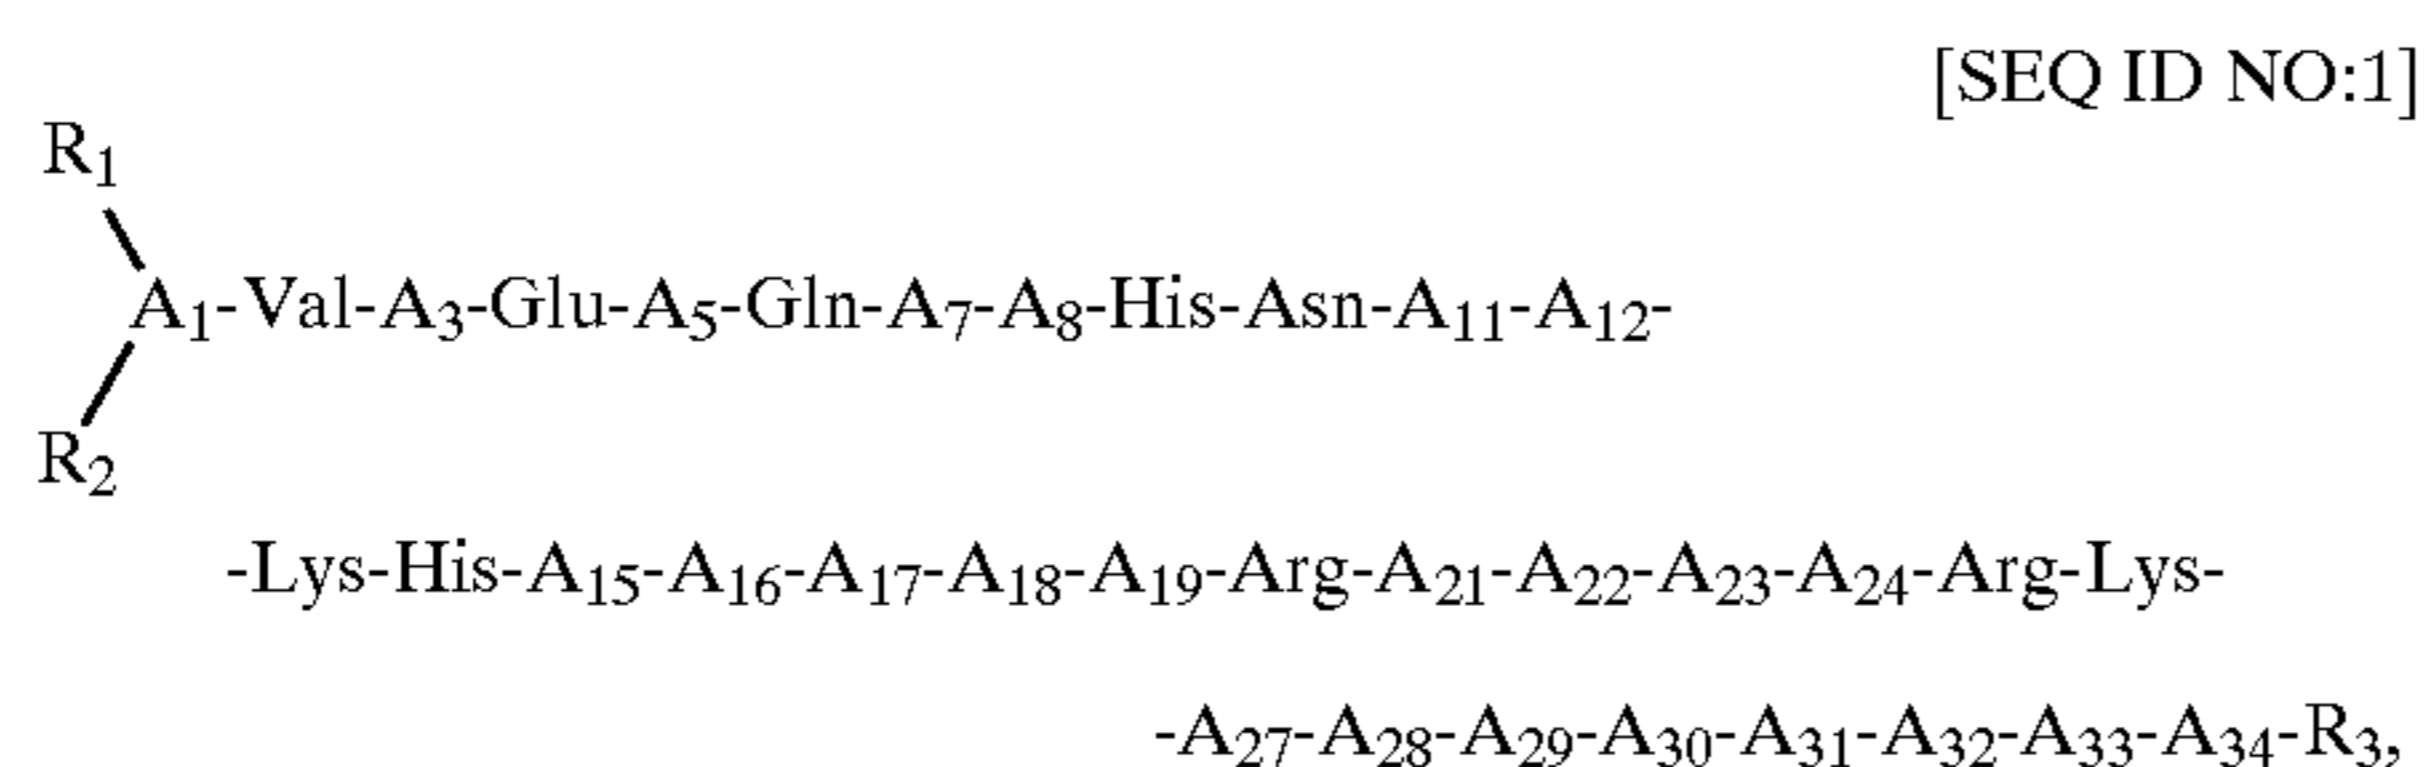 [SEQ ID NO:1]
R₁
A₁-Val-A₃-Glu-A₅-Gln-A₇-A₈-His-Asn-A₁₁-A₁₂-
R₂
-Lys-His-A₁₅-A₁₆-A₁₇-A₁₈-A₁₉-Arg-A₂₁-A₂₂-A₂₃-A₂₄-Arg-Lys-
-A₂₇-A₂₈-A₂₉-A₃₀-A₃₁-A₃₂-A₃₃-A₃₄-R₃,